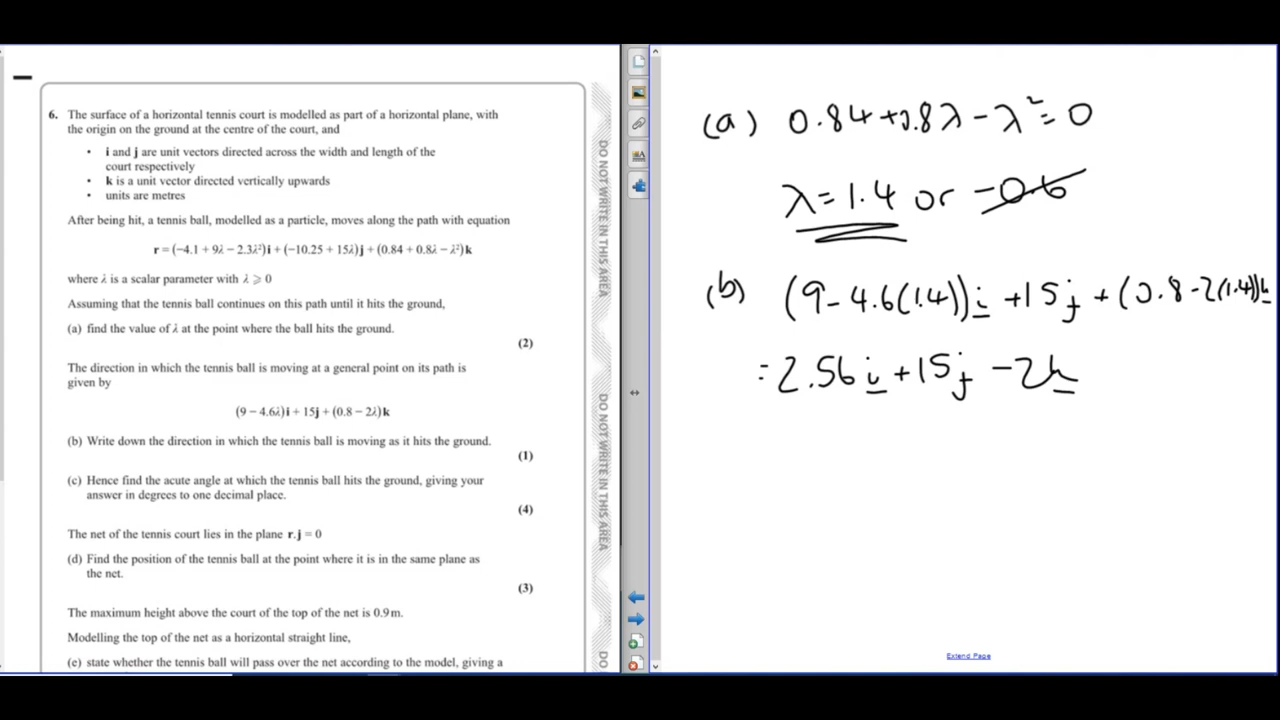 6. The surface of a horizontal tennis court is modelled as part of a horizontal plane, with
the origin on the ground at the centre of the court, and
• i and j are unit vectors directed across the width and length of the
court respectively
• k is a unit vector directed vertically upwards
• units are metres
After being hit, a tennis ball, modelled as a particle, moves along the path with equation
r = (−4.1 + 9λ − 2.3λ²)i + (−10.25 + 15λ)j + (0.84 + 0.8λ − λ²)k
where λ is a scalar parameter with λ ⩾ 0
Assuming that the tennis ball continues on this path until it hits the ground,
(a) find the value of λ at the point where the ball hits the ground.
(2)
The direction in which the tennis ball is moving at a general point on its path is
given by
(9 − 4.6λ)i + 15j + (0.8 − 2λ)k
(b) Write down the direction in which the tennis ball is moving as it hits the ground.
(1)
(c) Hence find the acute angle at which the tennis ball hits the ground, giving your
answer in degrees to one decimal place.
(4)
The net of the tennis court lies in the plane r.j = 0
(d) Find the position of the tennis ball at the point where it is in the same plane as
the net.
(3)
The maximum height above the court of the top of the net is 0.9 m.
Modelling the top of the net as a horizontal straight line,
(e) state whether the tennis ball will pass over the net according to the model, giving a
DO NOT WRITE IN THIS AREA
DO NOT WRITE IN THIS AREA
DO
(a) 0.84 + 0.8λ − λ² = 0
λ = 1.4 or −0.6
(b) (9 − 4.6(1.4))i + 15j + (0.8 − 2(1.4))k
= 2.56i + 15j − 2k
Extend Page